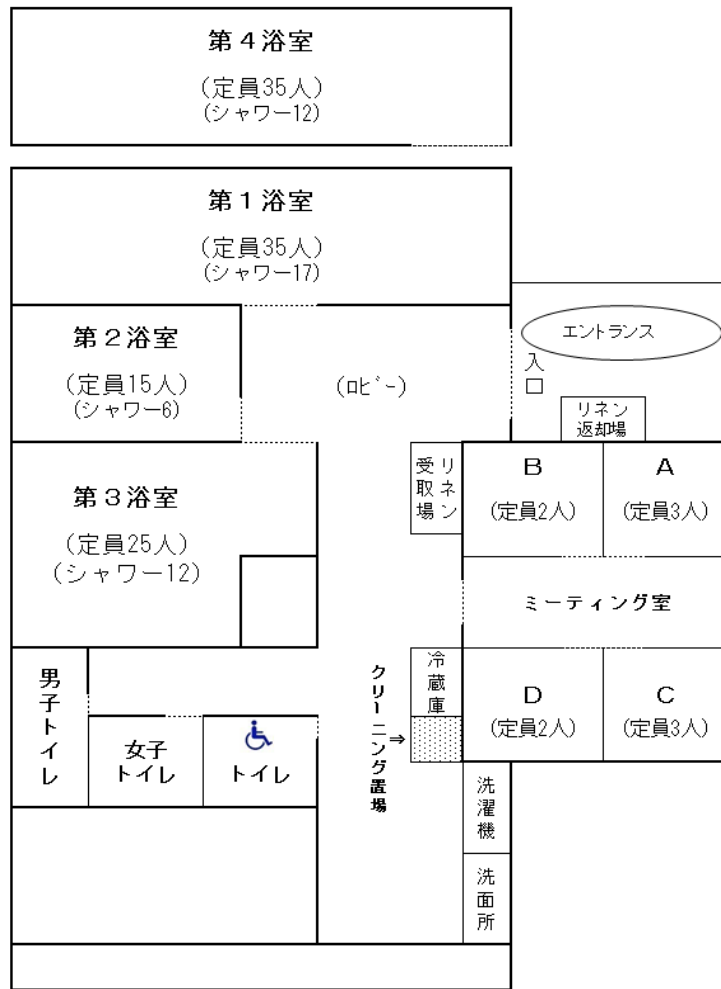 第４浴室
(定員35人)
(シャワー12)
第１浴室
(定員35人)
(シャワー17)
エントランス
第２浴室
(定員15人)
(シャワー6)
(ﾛﾋﾞｰ)
入口
リネン
返却場
リネン
受取場
B
(定員2人)
A
(定員3人)
第３浴室
(定員25人)
(シャワー12)
ミーティング室
男子トイレ
女子
トイレ
トイレ
クリーニング置場
⇒
冷蔵庫
D
(定員2人)
C
(定員3人)
洗濯機
洗面所